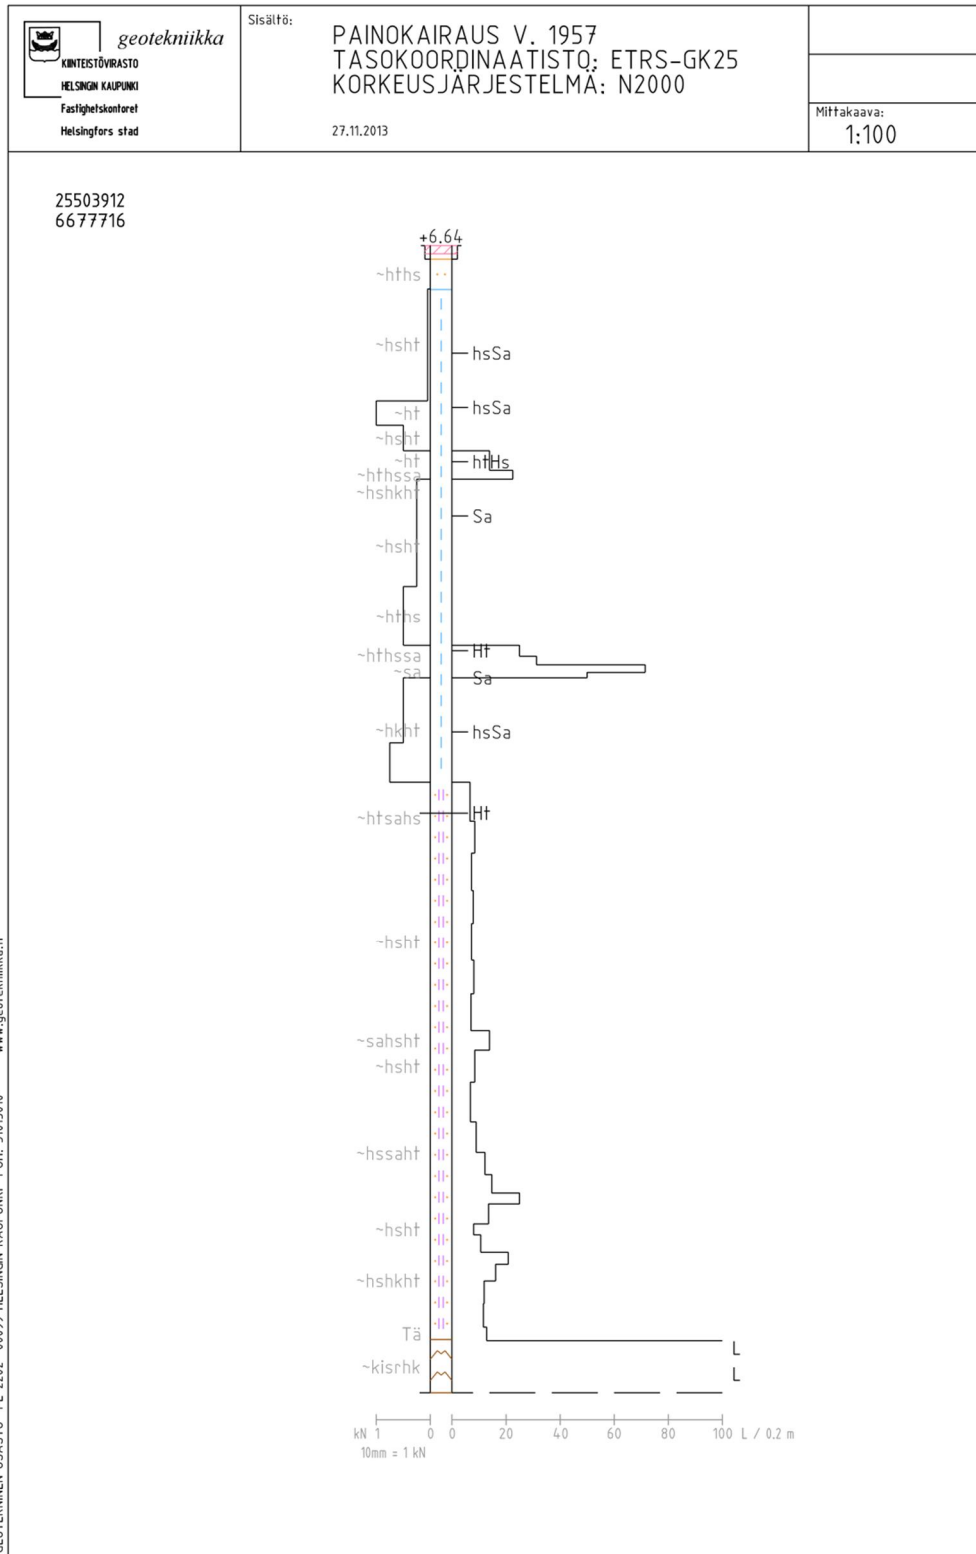 geotekniikka
KIINTEISTÖVIRASTO
HELSINGIN KAUPUNKI
Fastighetskontoret
Helsingfors stad
Sisältö:
PAINOKAIRAUS V. 1957
TASOKOORDINAATISTO: ETRS-GK25
KORKEUSJÄRJESTELMÄ: N2000
27.11.2013
Mittakaava:
1:100
25503912
6677716
+6.64
~hths
~hsht
hsSa
hsSa
~ht
~hsht
~ht
htHs
~hthssa
~hshkht
Sa
~hsht
~hths
Ht
~hthssa
~sa
Sa
~hkht
hsSa
Ht
~htsahs
~hsht
~sahsht
~hsht
~hssaht
~hsht
~hshkht
Tä
L
~kisrhk
L
kN 1 0 0 20 40 60 80 100 L / 0.2 m
10mm = 1 kN